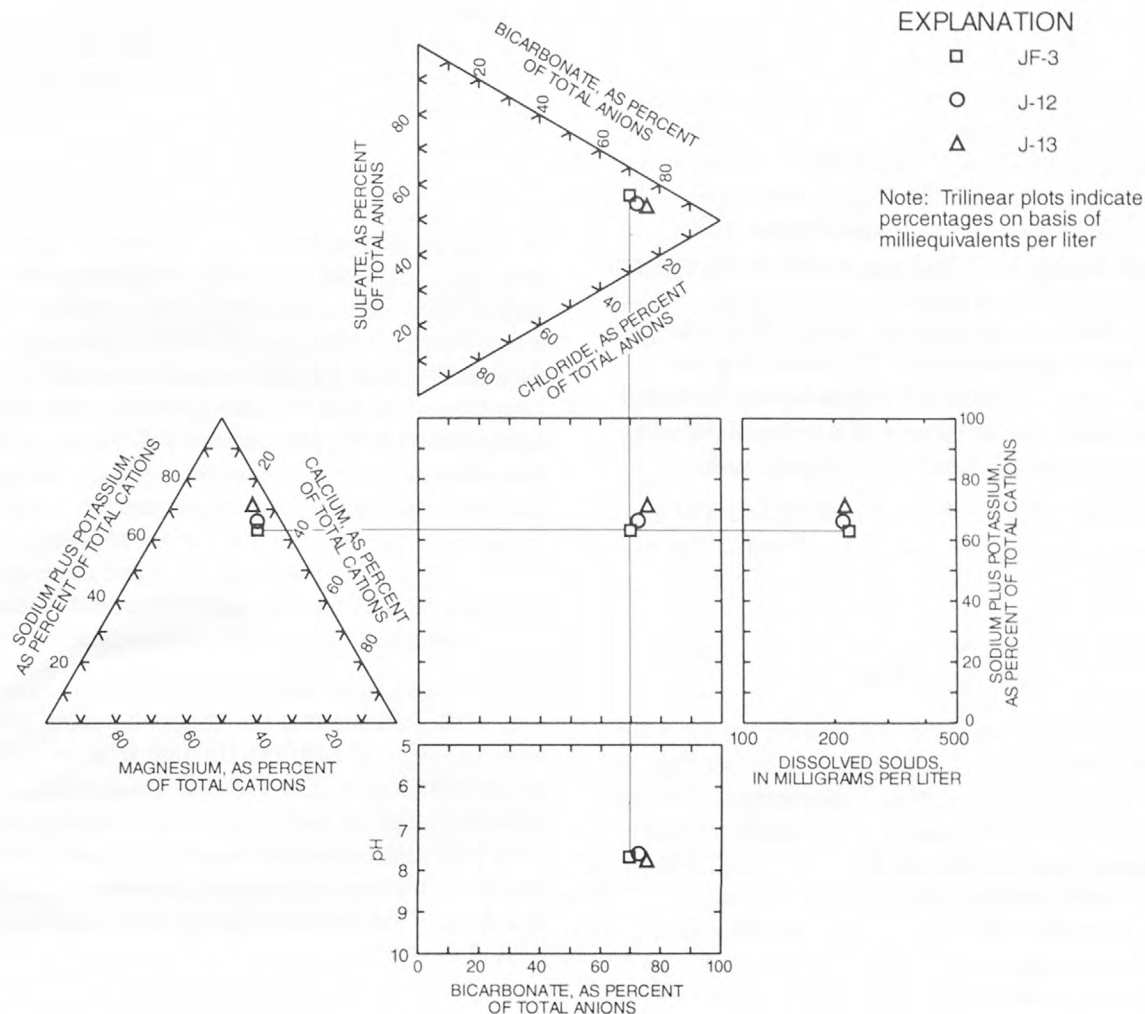 EXPLANATION
JF-3
J-12
J-13
Note: Trilinear plots indicate
percentages on basis of
milliequivalents per liter
BICARBONATE, AS PERCENT
OF TOTAL ANIONS
20
40
60
80
SULFATE, AS PERCENT
OF TOTAL ANIONS
80
60
40
20
CHLORIDE, AS PERCENT
OF TOTAL ANIONS
20
40
60
80
SODIUM PLUS POTASSIUM,
AS PERCENT OF TOTAL CATIONS
80
60
40
20
CALCIUM, AS PERCENT
OF TOTAL CATIONS
20
40
60
80
80
60
40
20
MAGNESIUM, AS PERCENT
OF TOTAL CATIONS
100
80
60
40
20
0
SODIUM PLUS POTASSIUM,
AS PERCENT OF TOTAL CATIONS
100
200
500
DISSOLVED SOLIDS,
IN MILLIGRAMS PER LITER
5
6
7
8
9
10
pH
0
20
40
60
80
100
BICARBONATE, AS PERCENT
OF TOTAL ANIONS